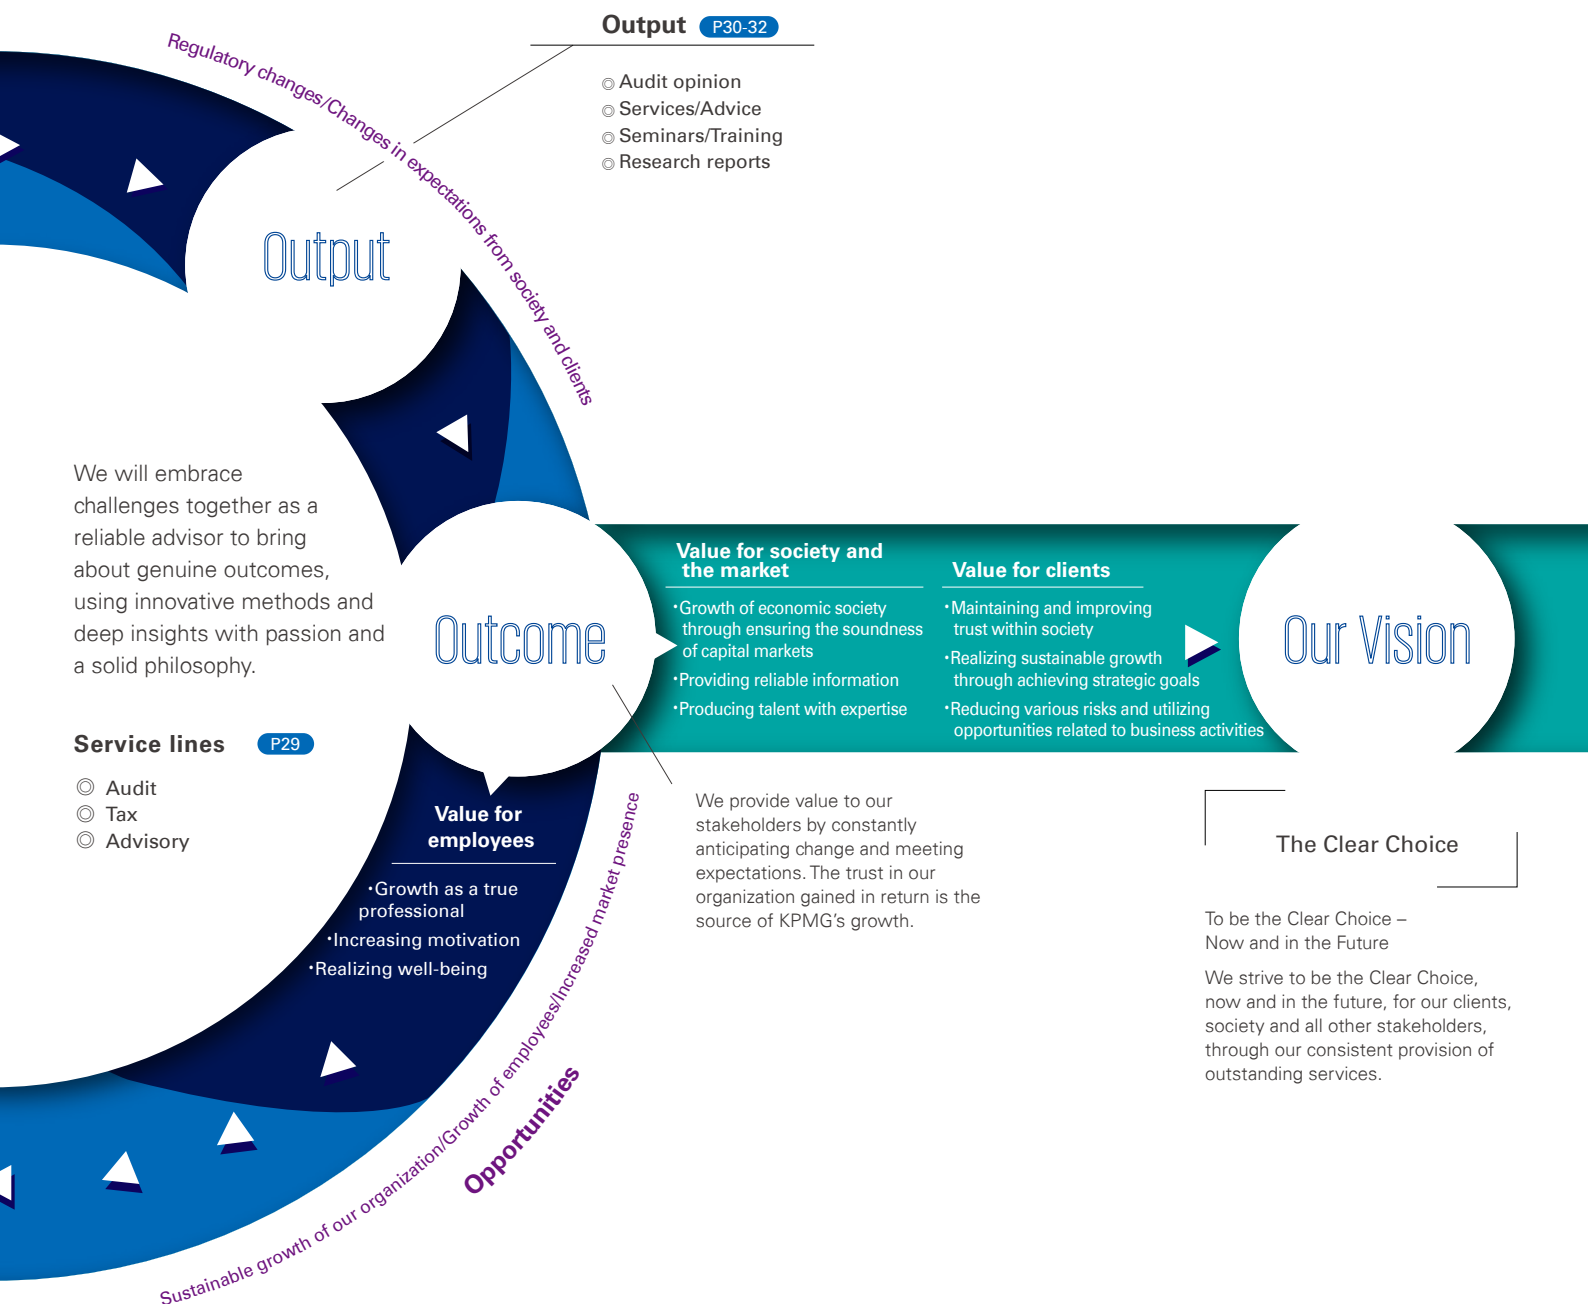 Output P30-32
◎ Audit opinion
◎ Services/Advice
◎ Seminars/Training
◎ Research reports
Regulatory changes/Changes in expectations from society and clients
Output
We will embrace
challenges together as a
reliable advisor to bring
about genuine outcomes,
using innovative methods and
deep insights with passion and
a solid philosophy.
Service lines P29
◎ Audit
◎ Tax
◎ Advisory
Outcome
Value for society and
the market
・Growth of economic society
through ensuring the soundness
of capital markets
・Providing reliable information
・Producing talent with expertise
Value for clients
・Maintaining and improving
trust within society
・Realizing sustainable growth
through achieving strategic goals
・Reducing various risks and utilizing
opportunities related to business activities
Our Vision
Value for
employees
・Growth as a true
professional
・Increasing motivation
・Realizing well-being
We provide value to our
stakeholders by constantly
anticipating change and meeting
expectations. The trust in our
organization gained in return is the
source of KPMG's growth.
The Clear Choice
To be the Clear Choice –
Now and in the Future
We strive to be the Clear Choice,
now and in the future, for our clients,
society and all other stakeholders,
through our consistent provision of
outstanding services.
Sustainable growth of our organization/Growth of employees/Increased market presence
Opportunities